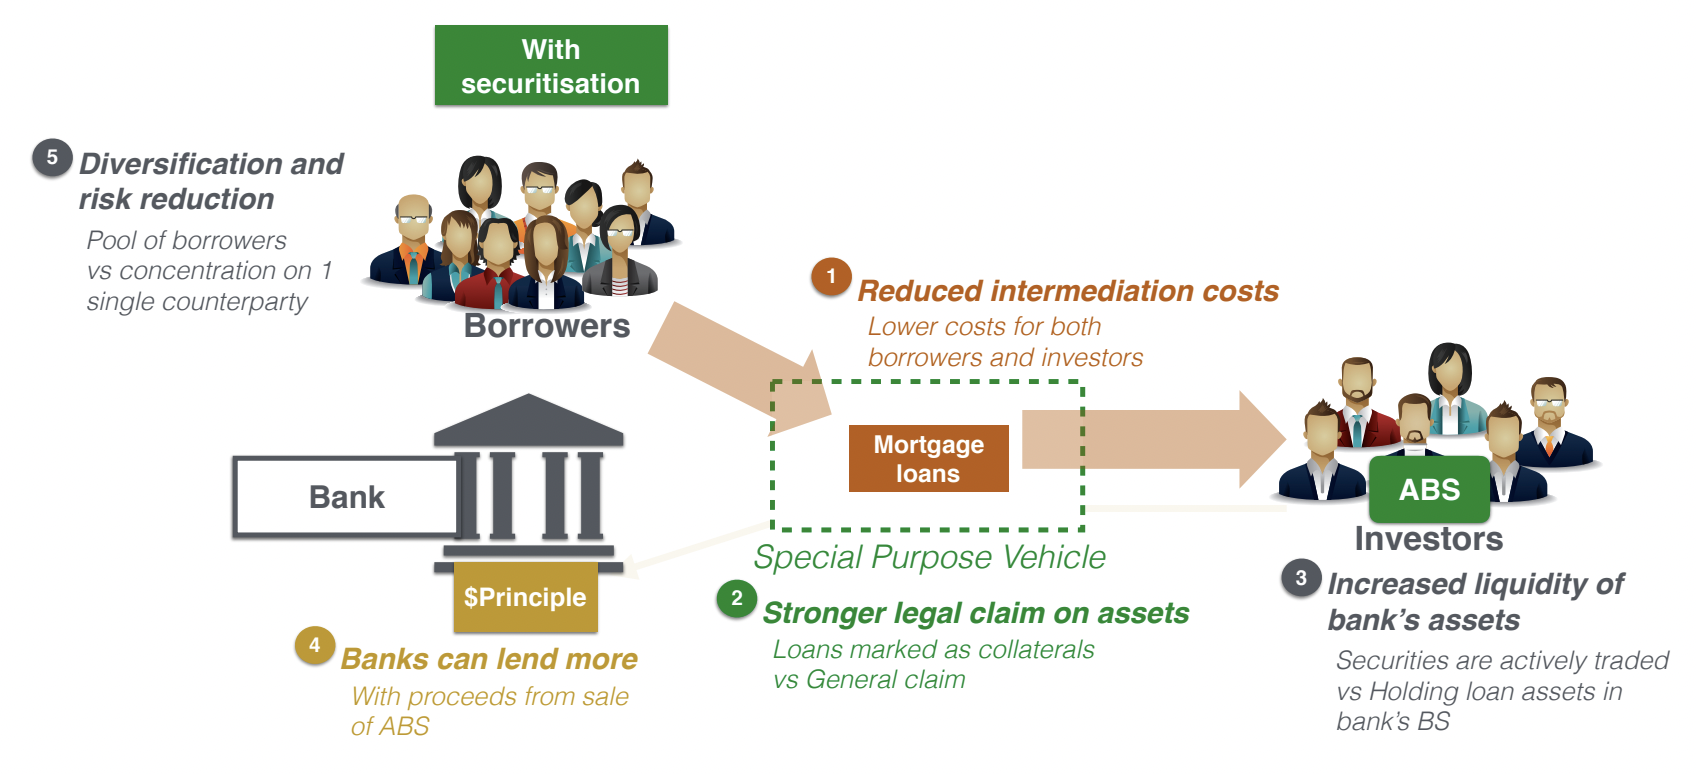 With
securitisation
5
Diversification and
risk reduction
Pool of borrowers
vs concentration on 1
single counterparty
Borrowers
1
Reduced intermediation costs
Lower costs for both
borrowers and investors
Mortgage
loans
Bank
ABS
Investors
Special Purpose Vehicle
$Principle
2
Stronger legal claim on assets
Loans marked as collaterals
vs General claim
3
Increased liquidity of
bank's assets
Securities are actively traded
vs Holding loan assets in
bank's BS
4
Banks can lend more
With proceeds from sale
of ABS